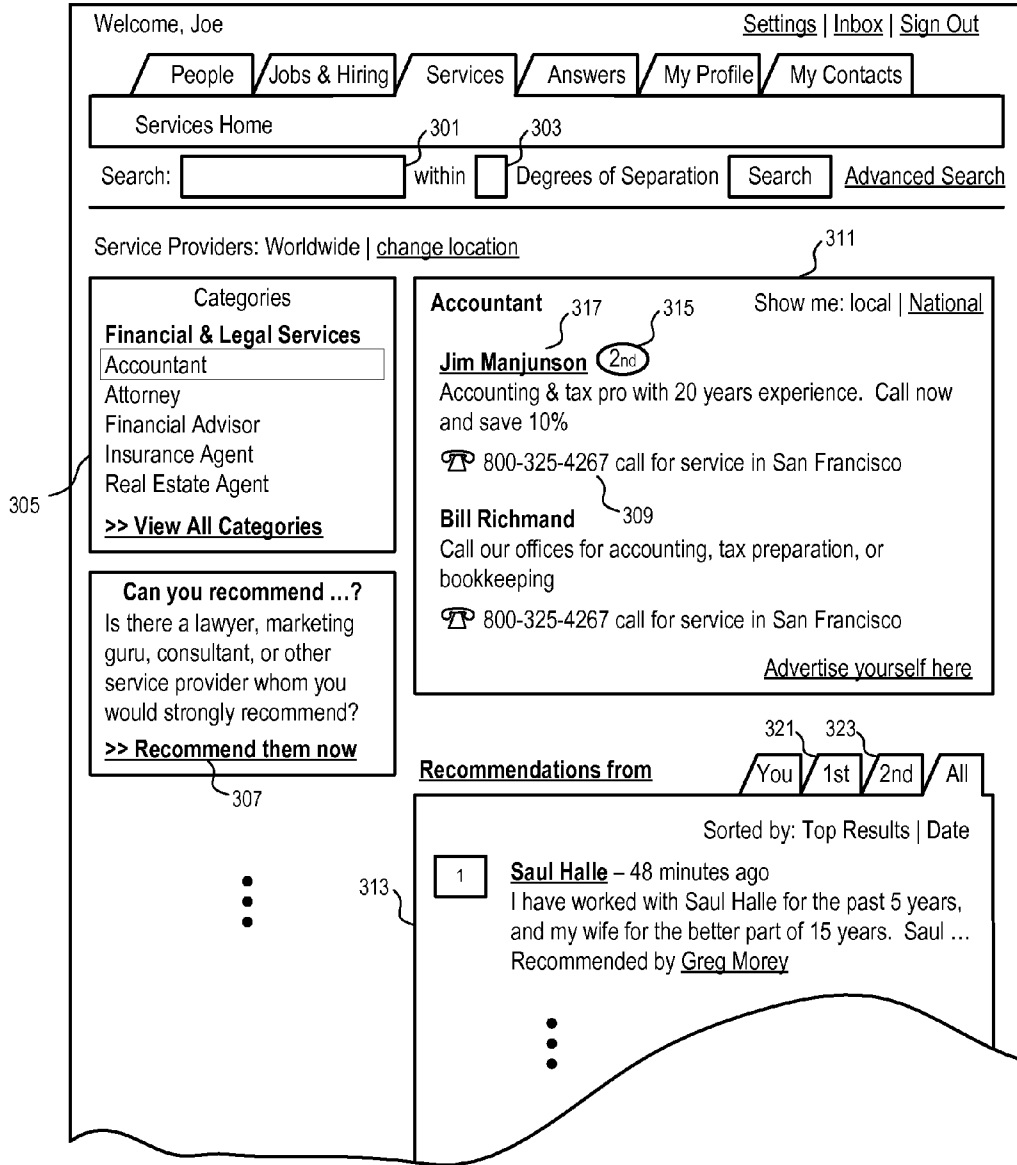 Welcome, Joe
Settings | Inbox | Sign Out
People
Jobs & Hiring
Services
Answers
My Profile
My Contacts
Services Home
301
303
Search:
within
Degrees of Separation
Search
Advanced Search
Service Providers: Worldwide | change location
311
Categories
Financial & Legal Services
Accountant
Attorney
Financial Advisor
Insurance Agent
Real Estate Agent
>> View All Categories
305
Accountant
Show me: local | National
317
315
Jim Manjunson
2nd
Accounting & tax pro with 20 years experience. Call now
and save 10%
800-325-4267 call for service in San Francisco
309
Bill Richmand
Call our offices for accounting, tax preparation, or
bookkeeping
800-325-4267 call for service in San Francisco
Advertise yourself here
Can you recommend ...?
Is there a lawyer, marketing
guru, consultant, or other
service provider whom you
would strongly recommend?
>> Recommend them now
307
321
323
Recommendations from
You
1st
2nd
All
Sorted by: Top Results | Date
313
1
Saul Halle – 48 minutes ago
I have worked with Saul Halle for the past 5 years,
and my wife for the better part of 15 years. Saul ...
Recommended by Greg Morey